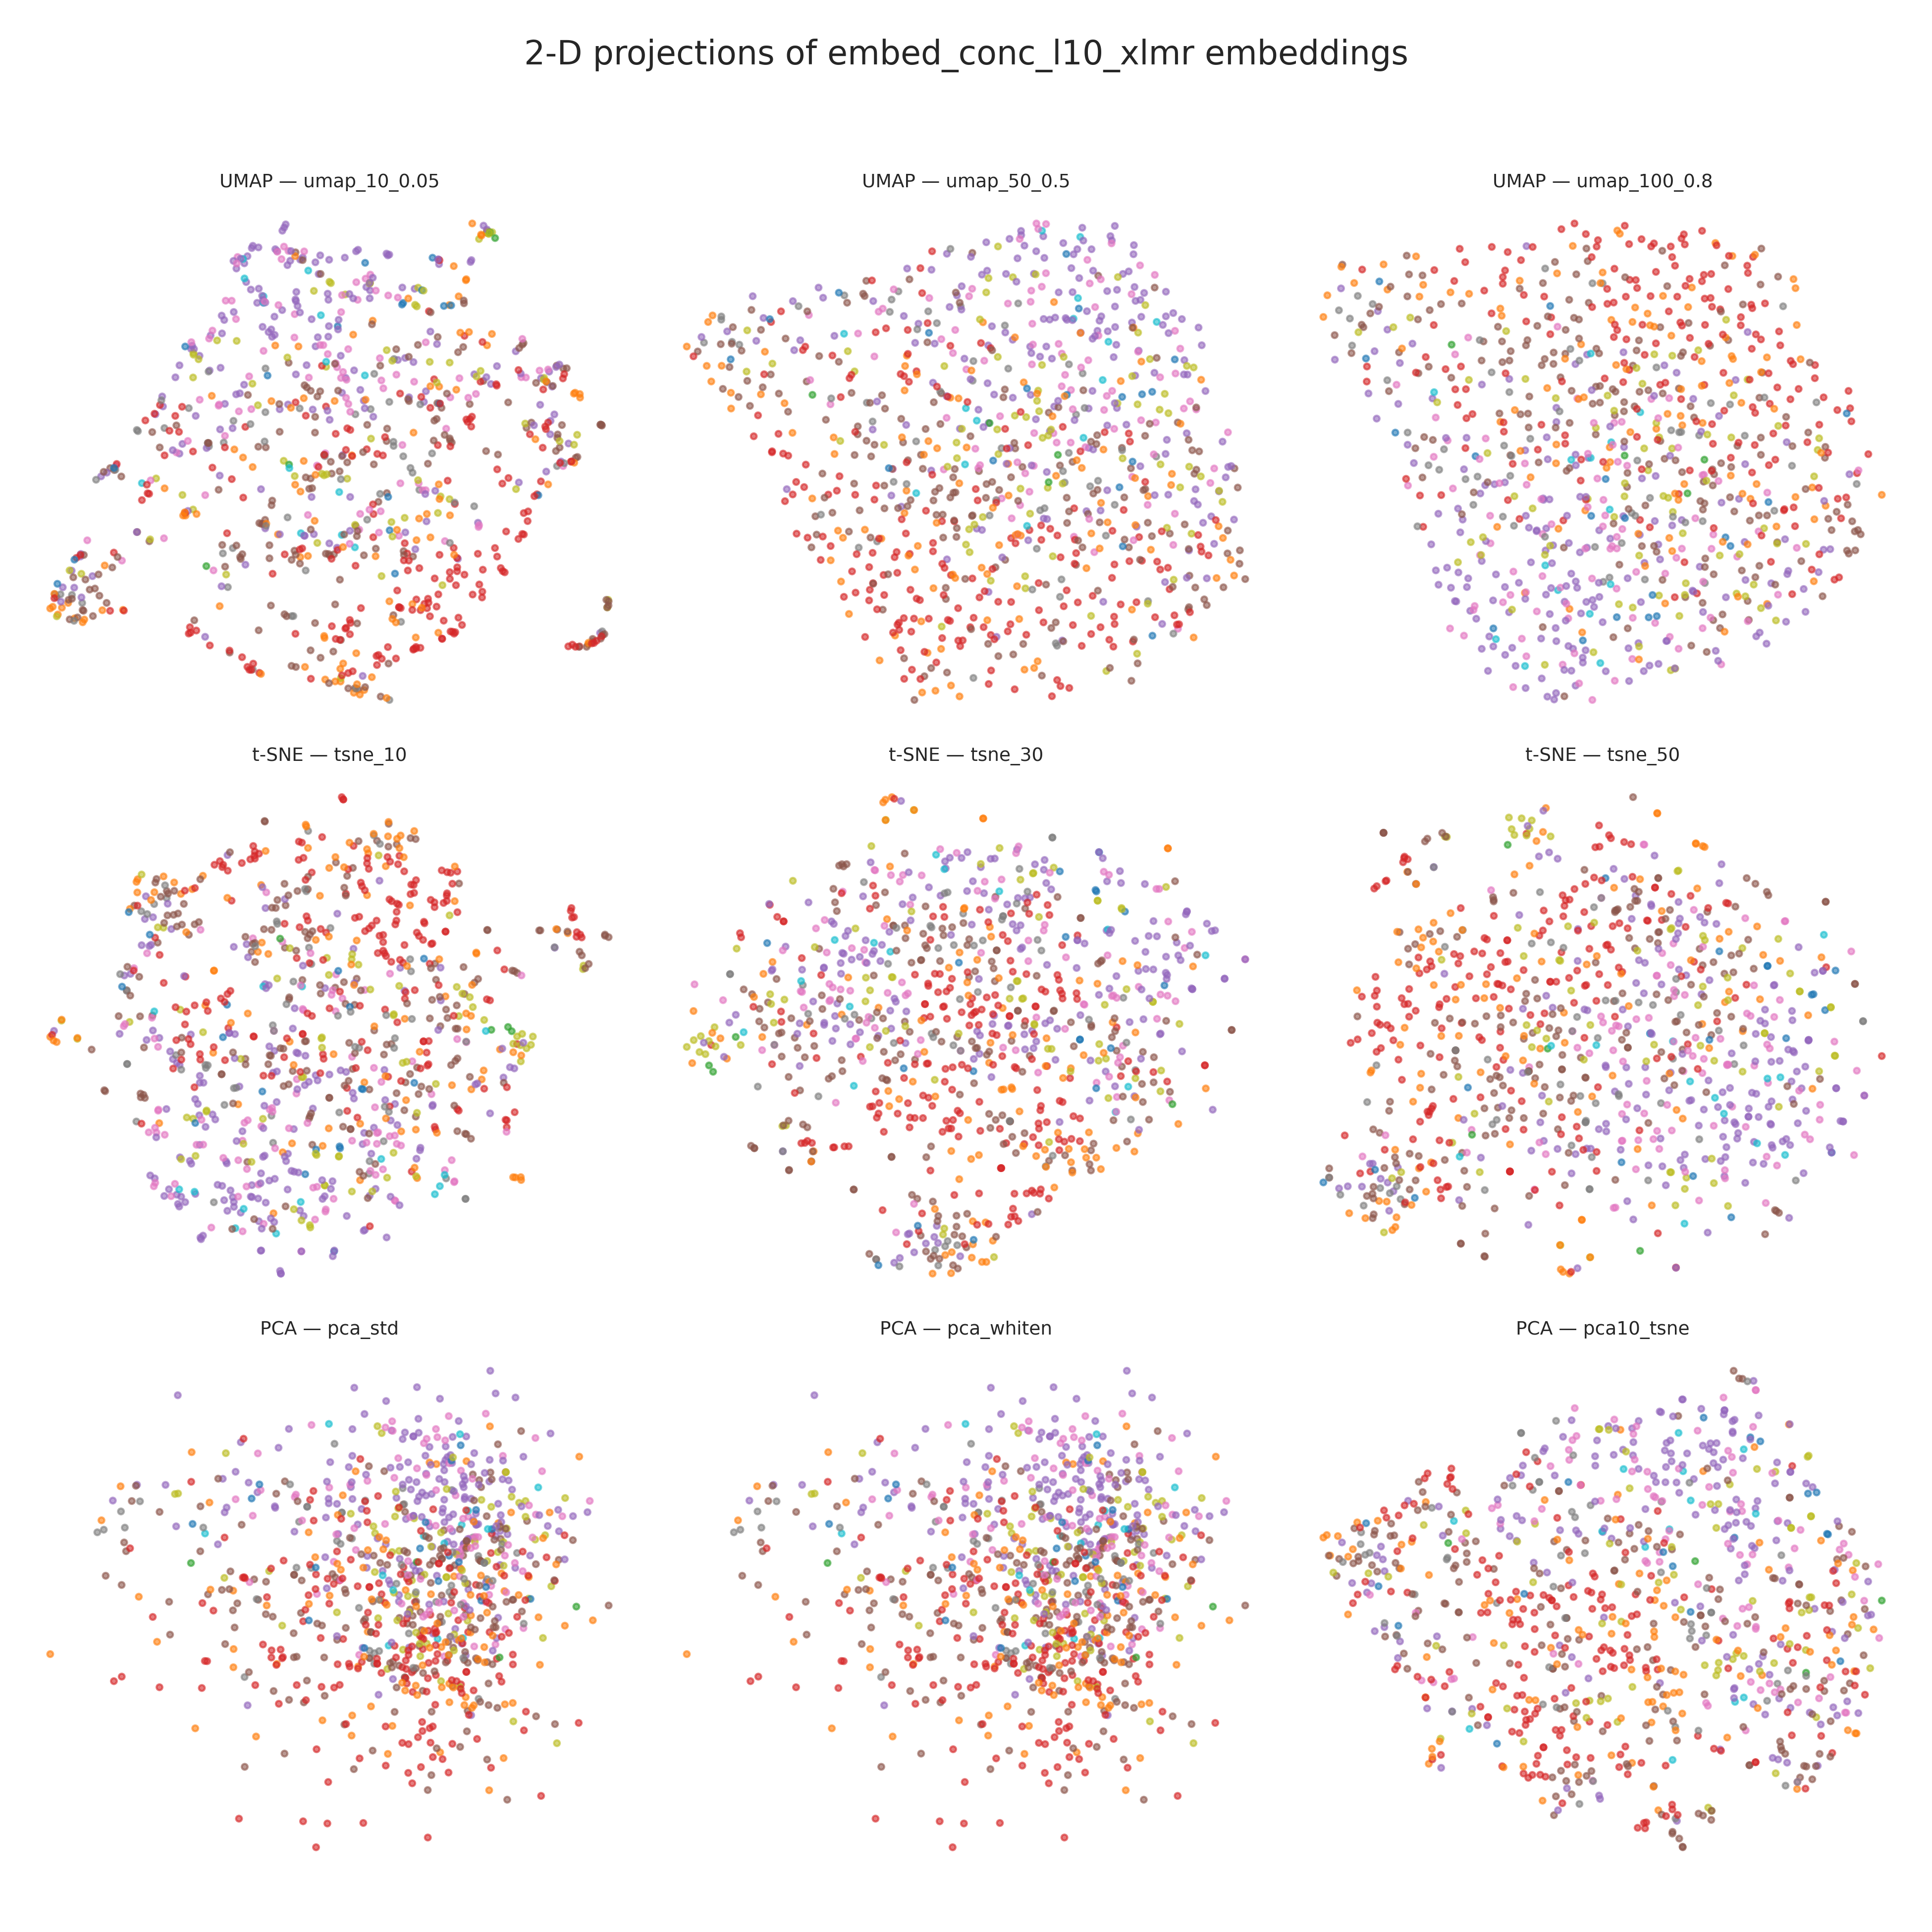 2-D projections of embed_conc_l10_xlmr embeddings
UMAP — umap_10_0.05
UMAP — umap_50_0.5
UMAP — umap_100_0.8
t-SNE — tsne_10
t-SNE — tsne_30
t-SNE — tsne_50
PCA — pca_std
PCA — pca_whiten
PCA — pca10_tsne